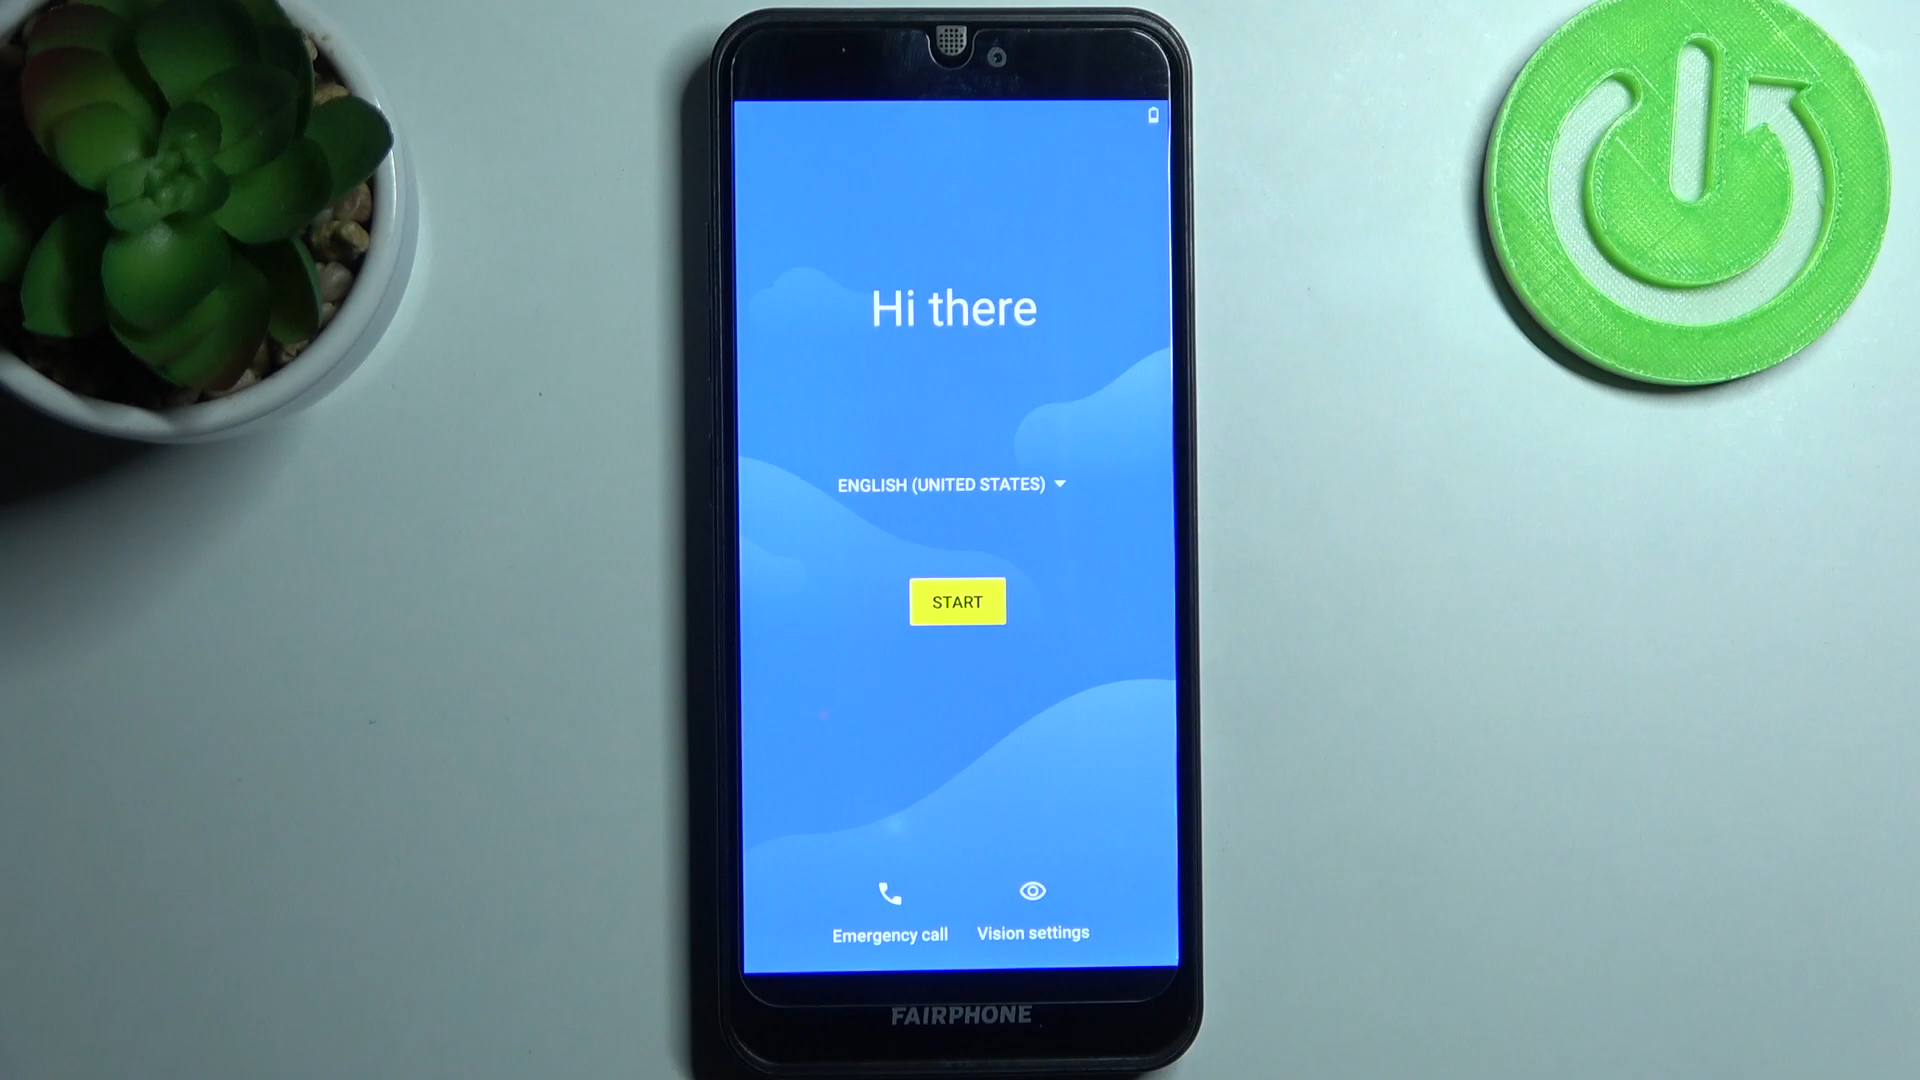 Hi there
ENGLISH (UNITED STATES)
START
Emergency call
Vision settings
FAIRPHONE